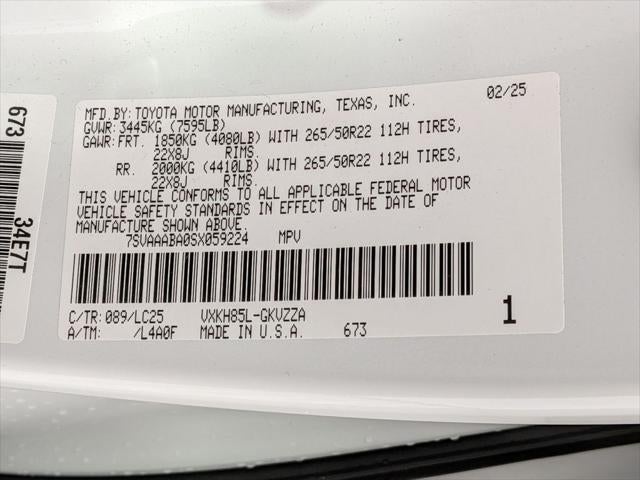 MFD.BY:TOYOTA MOTOR MANUFACTURING, TEXAS, INC. 02/25
GVWR:3445KG (7595LB)
GAWR:FRT. 1850KG (4080LB) WITH 265/50R22 112H TIRES,
22X8J RIMS.
RR. 2000KG (4410LB) WITH 265/50R22 112H TIRES,
22X8J RIMS.
THIS VEHICLE CONFORMS TO ALL APPLICABLE FEDERAL MOTOR
VEHICLE SAFETY STANDARDS IN EFFECT ON THE DATE OF
MANUFACTURE SHOWN ABOVE.
7SVAAABA0SX059224 MPV
C/TR:089/LC25 VXKH85L-GKVZZA
A/TM: /L4A0F MADE IN U.S.A. 673
1
673
34E7T